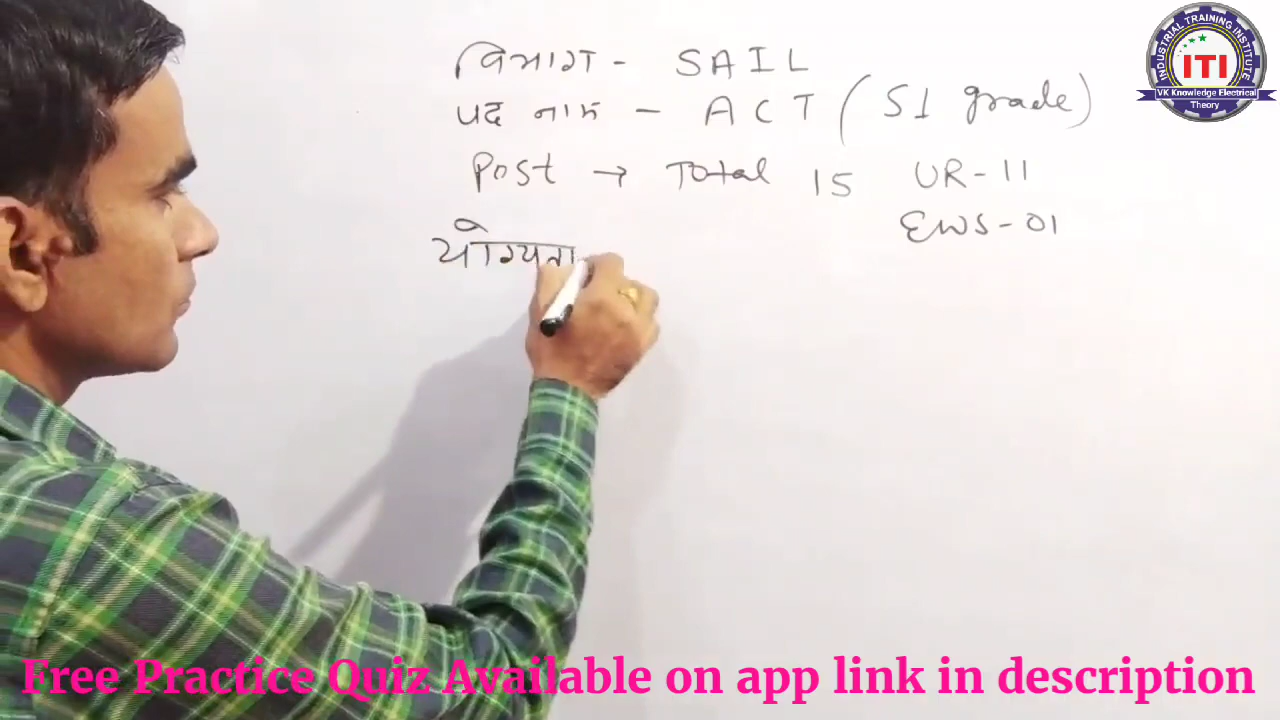 विभाग - SAIL
पद नाम - ACT (S1 grade)
Post → Total 15 UR-11
EWS-01
योग्यता
INDUSTRIAL TRAINING INSTITUTE
ITI
VK Knowledge Electrical
Theory
Free Practice Quiz Available on app link in description